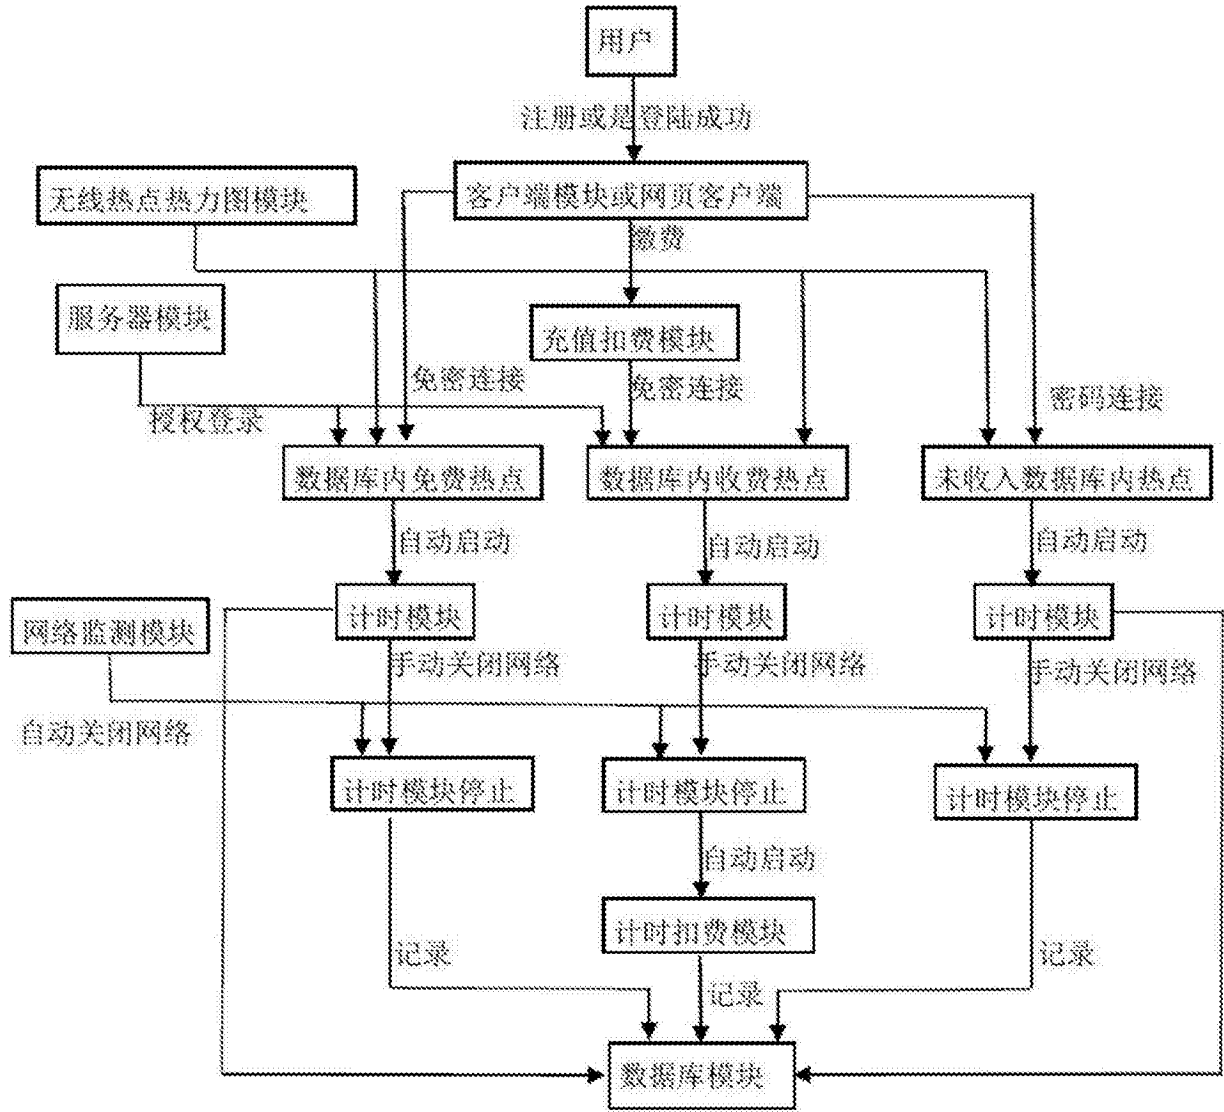 用户
注册或是登陆成功
无线热点热力图模块
客户端模块或网页客户端
缴费
服务器模块
充值扣费模块
免密连接
免密连接
密码连接
授权登录
数据库内免费热点
数据库内收费热点
未收入数据库内热点
自动启动
自动启动
自动启动
网络监测模块
计时模块
计时模块
计时模块
手动关闭网络
手动关闭网络
手动关闭网络
自动关闭网络
计时模块停止
计时模块停止
计时模块停止
自动启动
计时扣费模块
记录
记录
记录
数据库模块